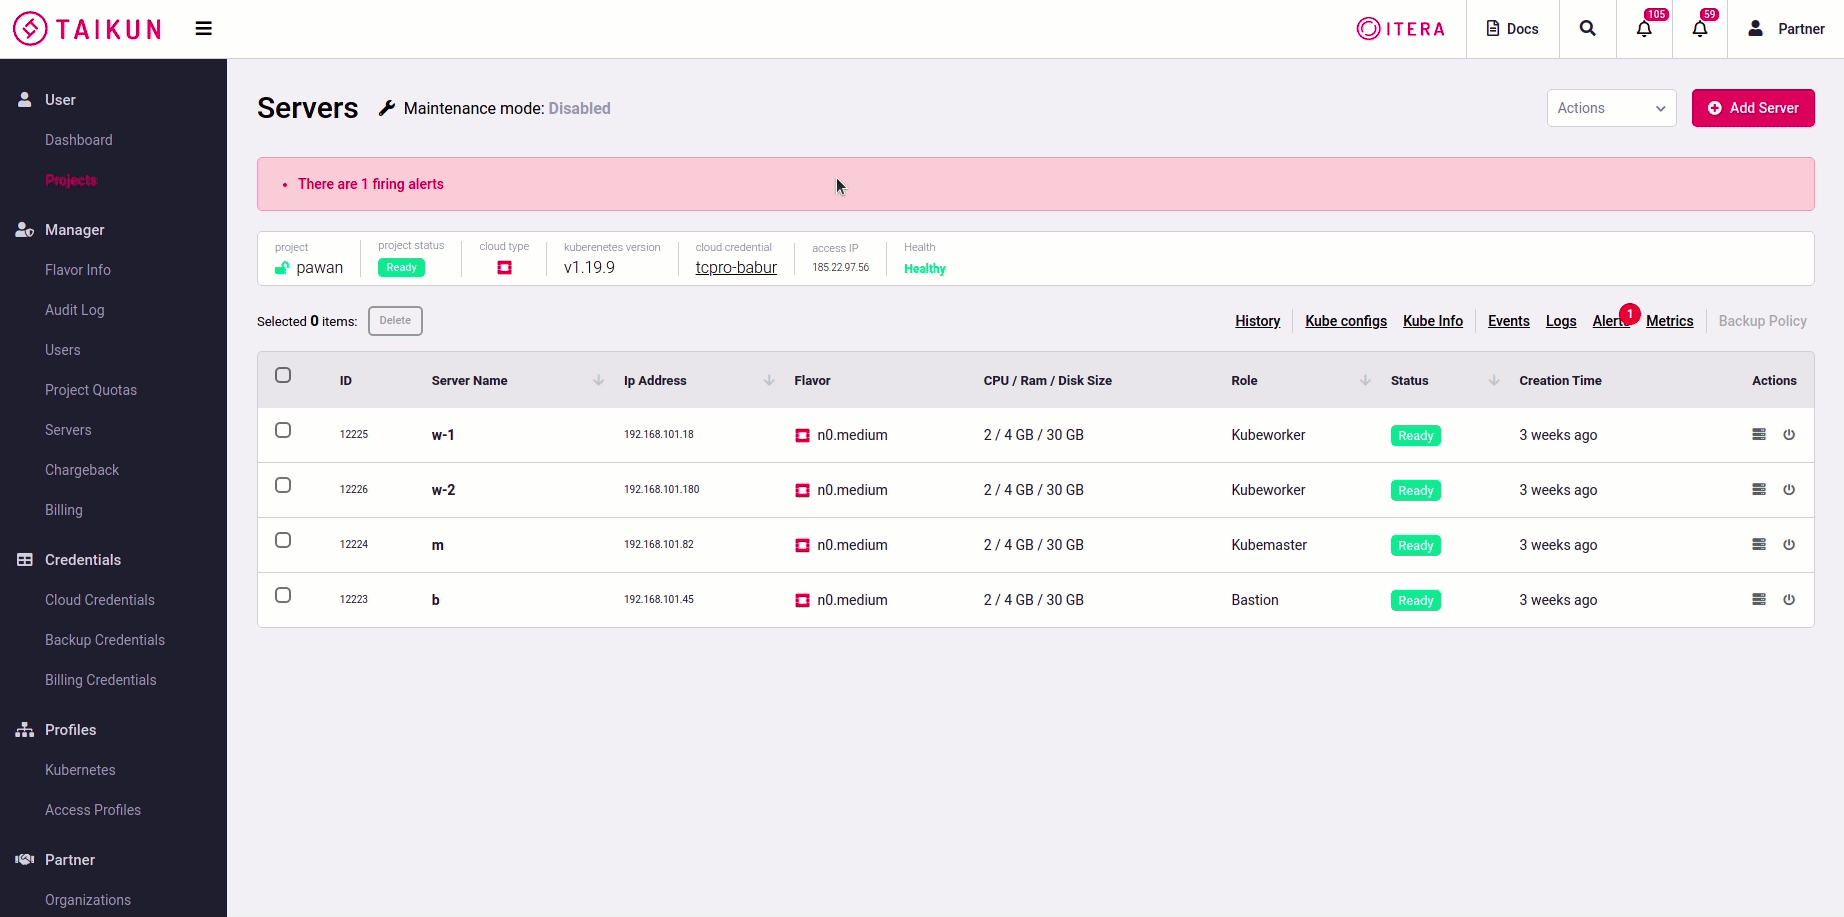 TAIKUN
ITERA
Docs
105
59
Partner
User
Dashboard
Projects
Manager
Flavor Info
Audit Log
Users
Project Quotas
Servers
Chargeback
Billing
Credentials
Cloud Credentials
Backup Credentials
Billing Credentials
Profiles
Kubernetes
Access Profiles
Partner
Organizations
Servers Maintenance mode: Disabled
Actions
Add Server
There are 1 firing alerts
project project status cloud type kuberenetes version cloud credential access IP Health
pawan Ready v1.19.9 tcpro-babur 185.22.97.56 Healthy
Selected 0 items: Delete
History Kube configs Kube Info Events Logs Alerts 1 Metrics Backup Policy
ID Server Name Ip Address Flavor CPU / Ram / Disk Size Role Status Creation Time Actions
12225 w-1 192.168.101.18 n0.medium 2 / 4 GB / 30 GB Kubeworker Ready 3 weeks ago
12226 w-2 192.168.101.180 n0.medium 2 / 4 GB / 30 GB Kubeworker Ready 3 weeks ago
12224 m 192.168.101.82 n0.medium 2 / 4 GB / 30 GB Kubemaster Ready 3 weeks ago
12223 b 192.168.101.45 n0.medium 2 / 4 GB / 30 GB Bastion Ready 3 weeks ago